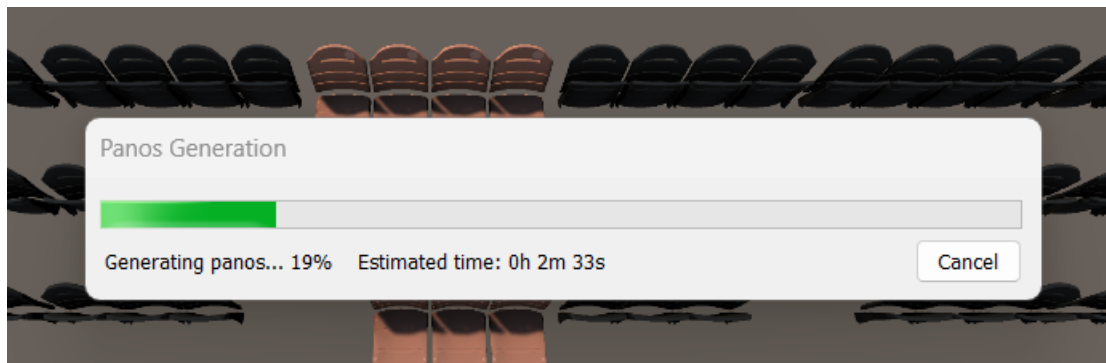 Panos Generation
Generating panos... 19% Estimated time: 0h 2m 33s
Cancel